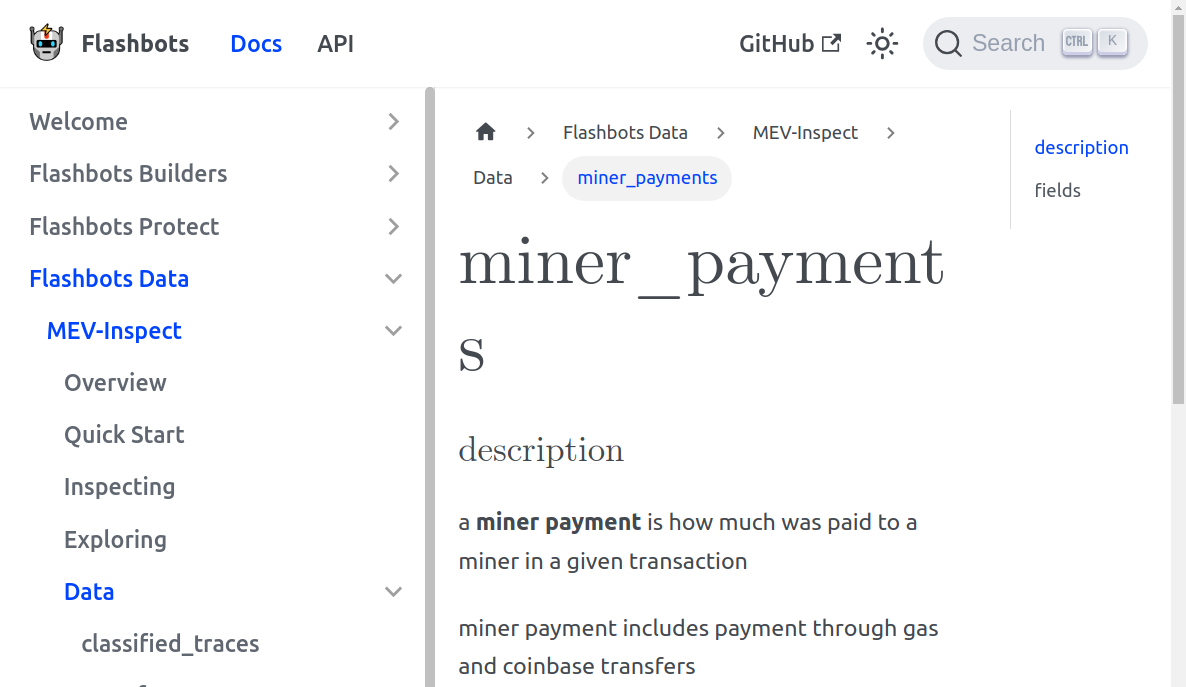 Flashbots
Docs
API
GitHub
Search
CTRL
K
Welcome
Flashbots Builders
Flashbots Protect
Flashbots Data
MEV-Inspect
Overview
Quick Start
Inspecting
Exploring
Data
classified_traces
Flashbots Data
MEV-Inspect
Data
miner_payments
miner_payment
s
description
a miner payment is how much was paid to a
miner in a given transaction
miner payment includes payment through gas
and coinbase transfers
description
fields